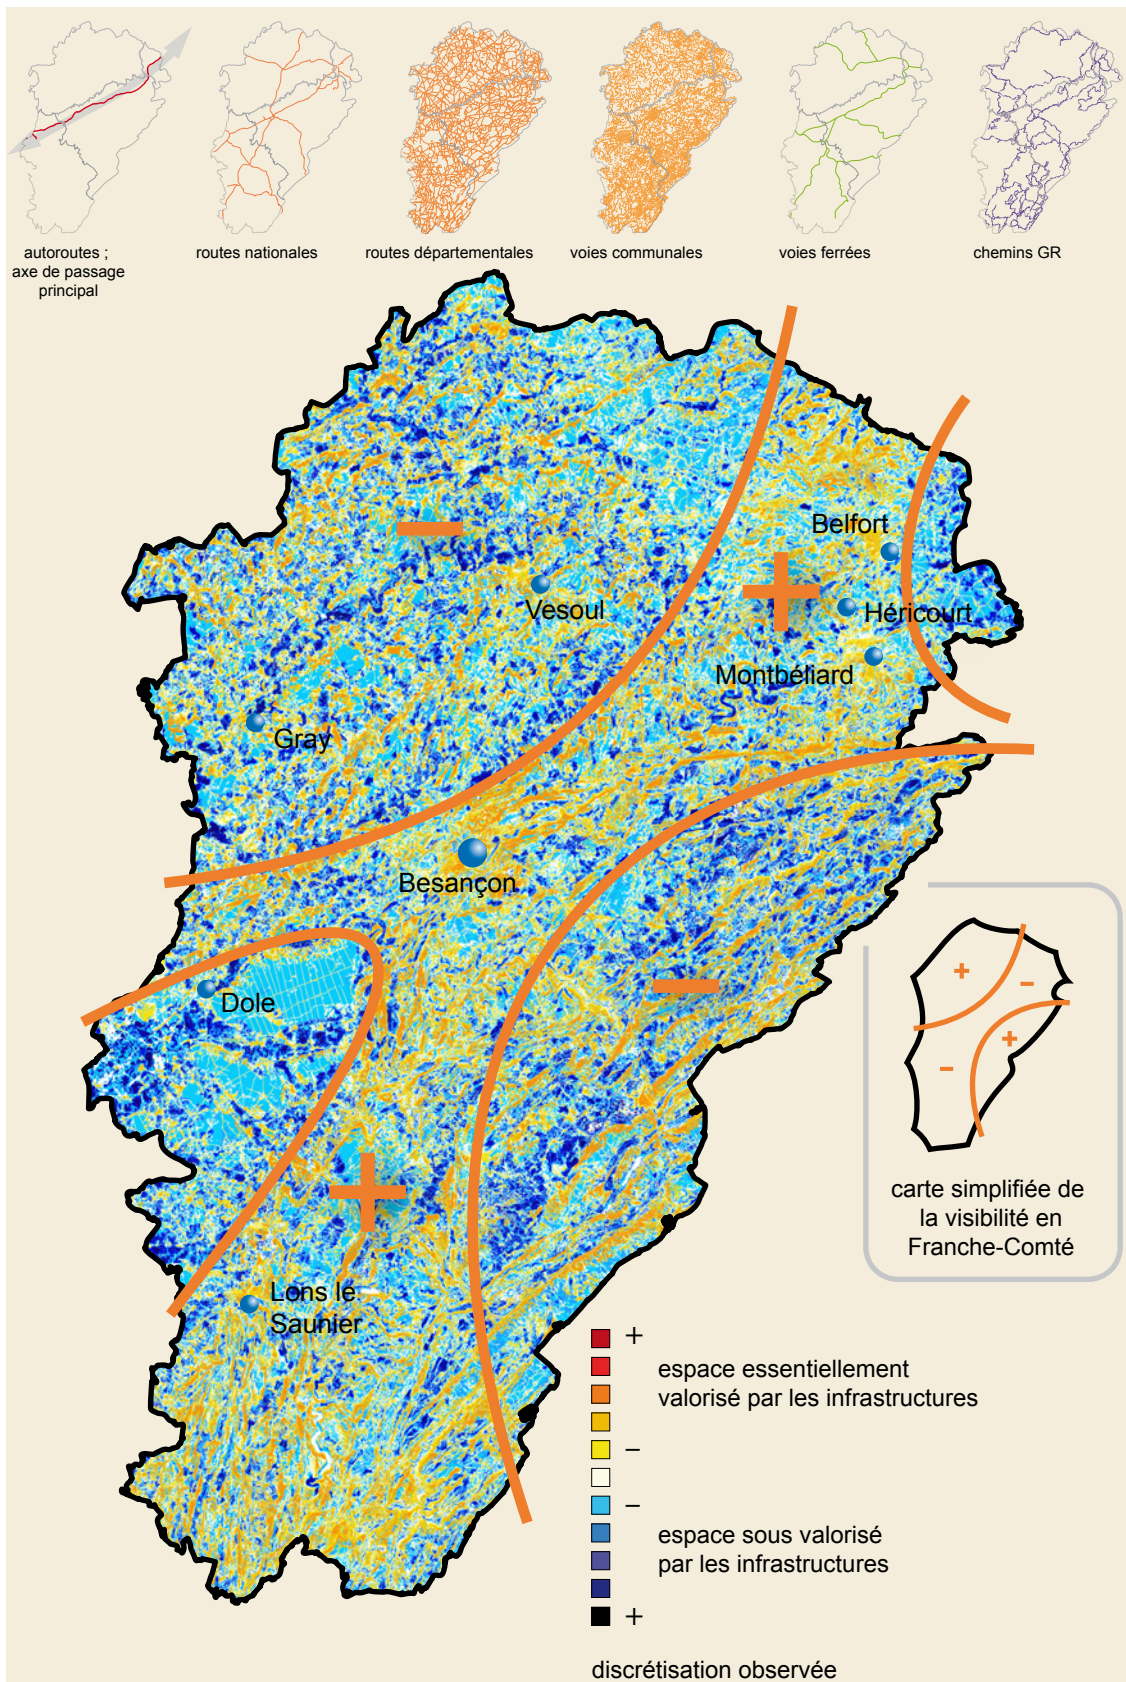 autoroutes ;
axe de passage
principal
routes nationales
routes départementales
voies communales
voies ferrées
chemins GR
Belfort
Vesoul
Héricourt
Montbéliard
Gray
Besançon
Dole
Lons le
Saunier
carte simplifiée de
la visibilité en
Franche-Comté
+
espace essentiellement
valorisé par les infrastructures
–
–
espace sous valorisé
par les infrastructures
+
discrétisation observée